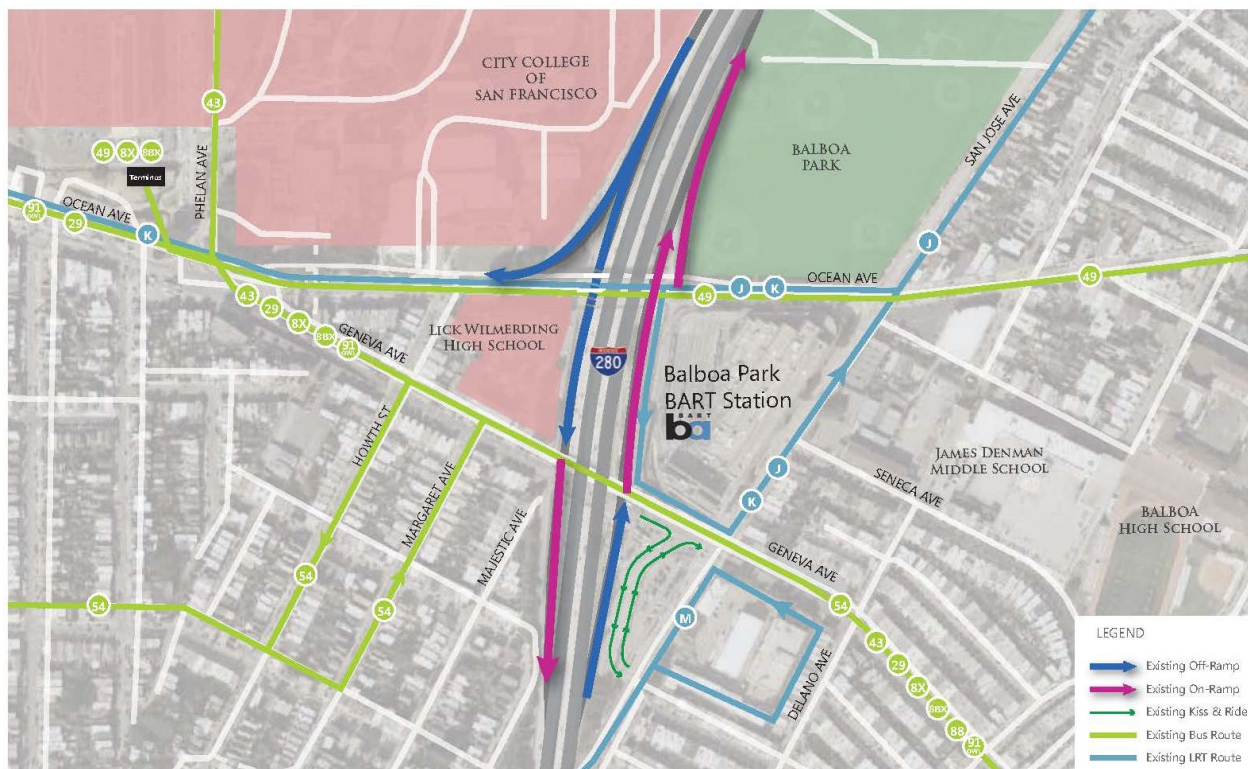 CITY COLLEGE
OF
SAN FRANCISCO
43
49 8X 8BX
Terminus
PHELAN AVE
BALBOA
PARK
SAN JOSE AVE
OCEAN AVE
91
OWL
29
K
J
OCEAN AVE
49
49
J K
43
29
8X
8BX
91
OWL
GENEVA AVE
LICK WILMERDING
HIGH SCHOOL
INTERSTATE
280
Balboa Park
BART Station
BART
ba
HOWTH ST
MARGARET AVE
MAJESTIC AVE
J
K
JAMES DENMAN
MIDDLE SCHOOL
SENECA AVE
BALBOA
HIGH SCHOOL
GENEVA AVE
54
54
54
54
43
29
8X
8BX
88
91
OWL
M
DELANO AVE
LEGEND
Existing Off-Ramp
Existing On-Ramp
Existing Kiss & Ride
Existing Bus Route
Existing LRT Route